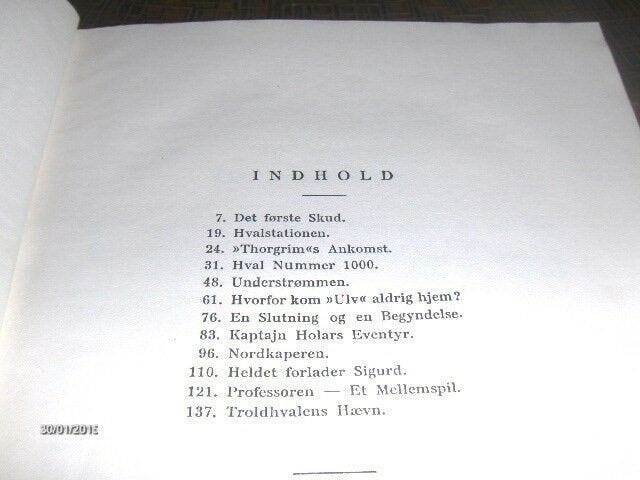 INDHOLD
7. Det første Skud.
19. Hvalstationen.
24. »Thorgrim«s Ankomst.
31. Hval Nummer 1000.
48. Understrømmen.
61. Hvorfor kom »Ulv« aldrig hjem?
76. En Slutning og en Begyndelse.
83. Kaptajn Holars Eventyr.
96. Nordkaperen.
110. Heldet forlader Sigurd.
121. Professoren — Et Mellemspil.
137. Troldhvalens Hævn.
30/01/2015